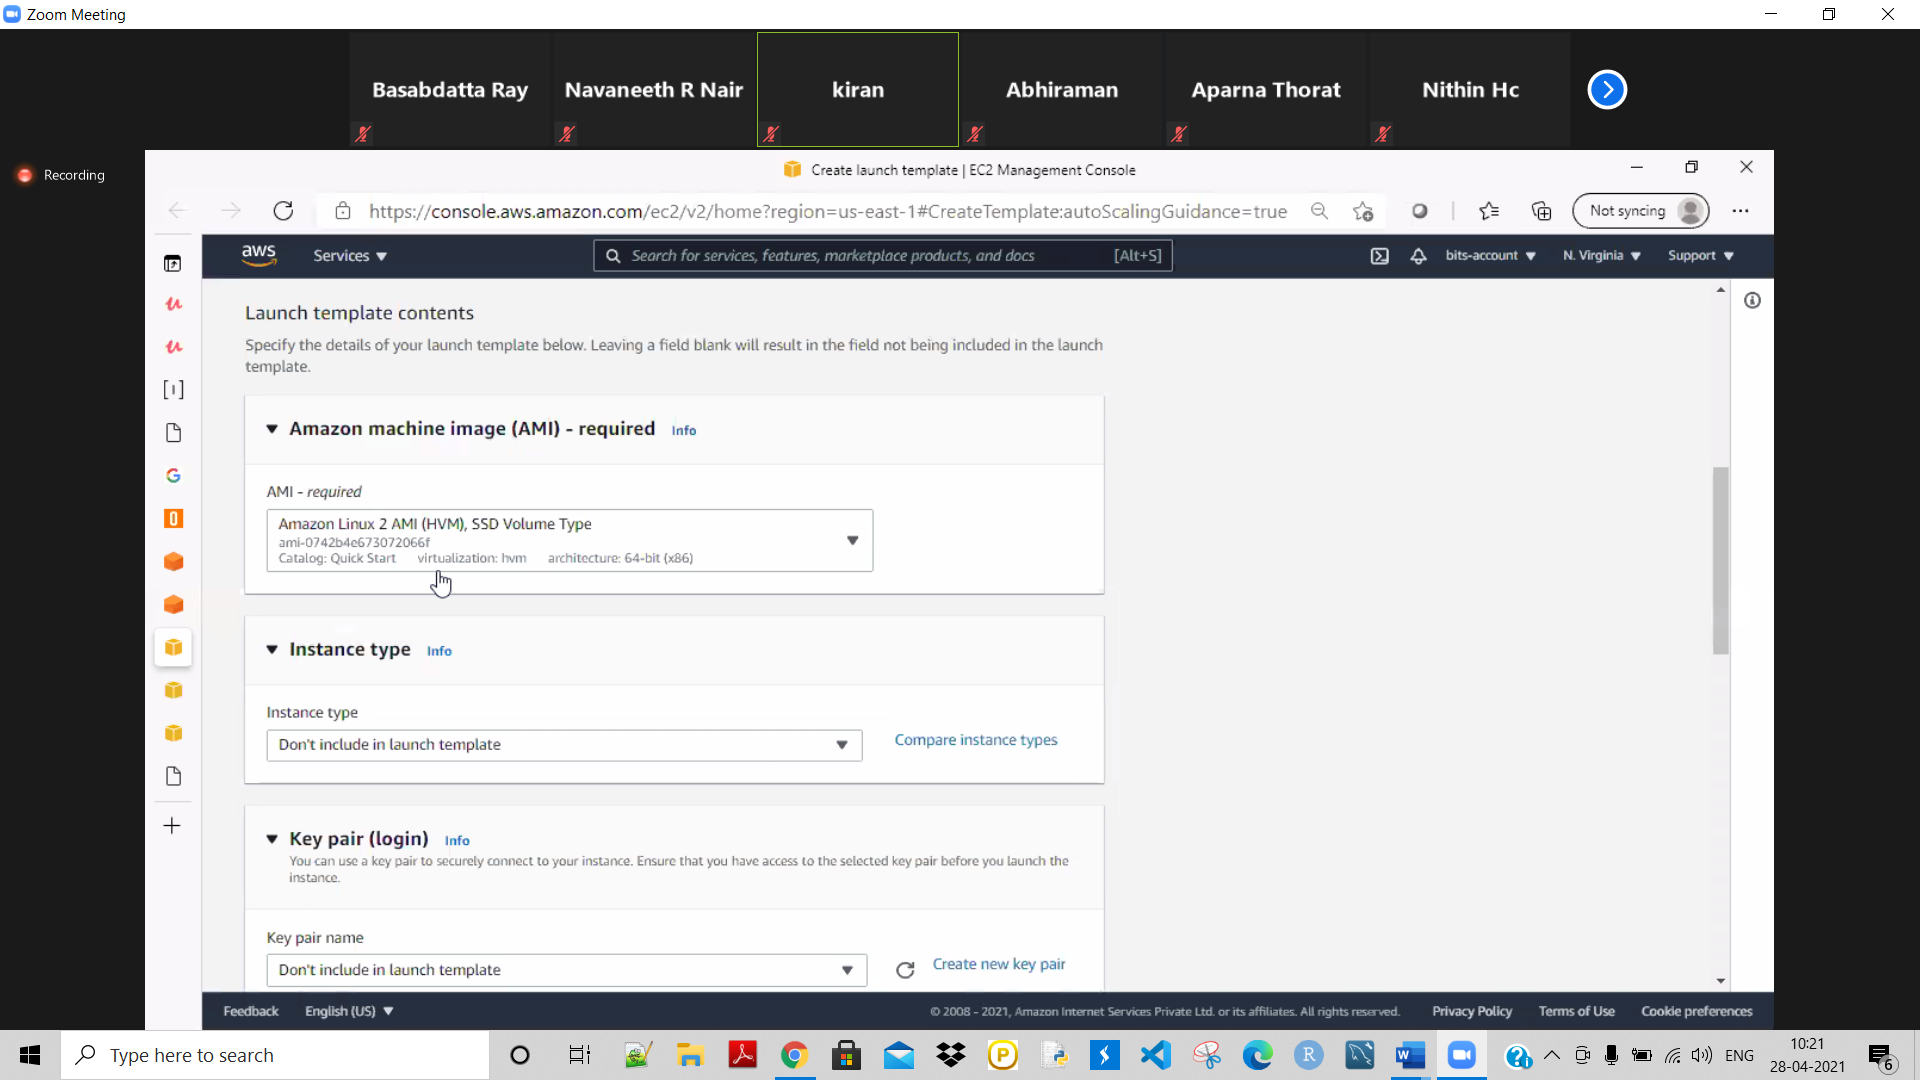 Zoom Meeting
Basabdatta Ray
Navaneeth R Nair
kiran
Abhiraman
Aparna Thorat
Nithin Hc
Recording
Create launch template | EC2 Management Console
https://console.aws.amazon.com/ec2/v2/home?region=us-east-1#CreateTemplate:autoScalingGuidance=true
Not syncing
aws
Services
Search for services, features, marketplace products, and docs
[Alt+S]
bits-account
N. Virginia
Support
Launch template contents
Specify the details of your launch template below. Leaving a field blank will result in the field not being included in the launch
template.
Amazon machine image (AMI) - required Info
AMI - required
Amazon Linux 2 AMI (HVM), SSD Volume Type
ami-0742b4e673072066f
Catalog: Quick Start virtualization: hvm architecture: 64-bit (x86)
Instance type Info
Instance type
Don't include in launch template
Compare instance types
Key pair (login) Info
You can use a key pair to securely connect to your instance. Ensure that you have access to the selected key pair before you launch the
instance.
Key pair name
Don't include in launch template
Create new key pair
Feedback
English (US)
© 2008 - 2021, Amazon Internet Services Private Ltd. or its affiliates. All rights reserved.
Privacy Policy
Terms of Use
Cookie preferences
Type here to search
ENG
10:21
28-04-2021
6